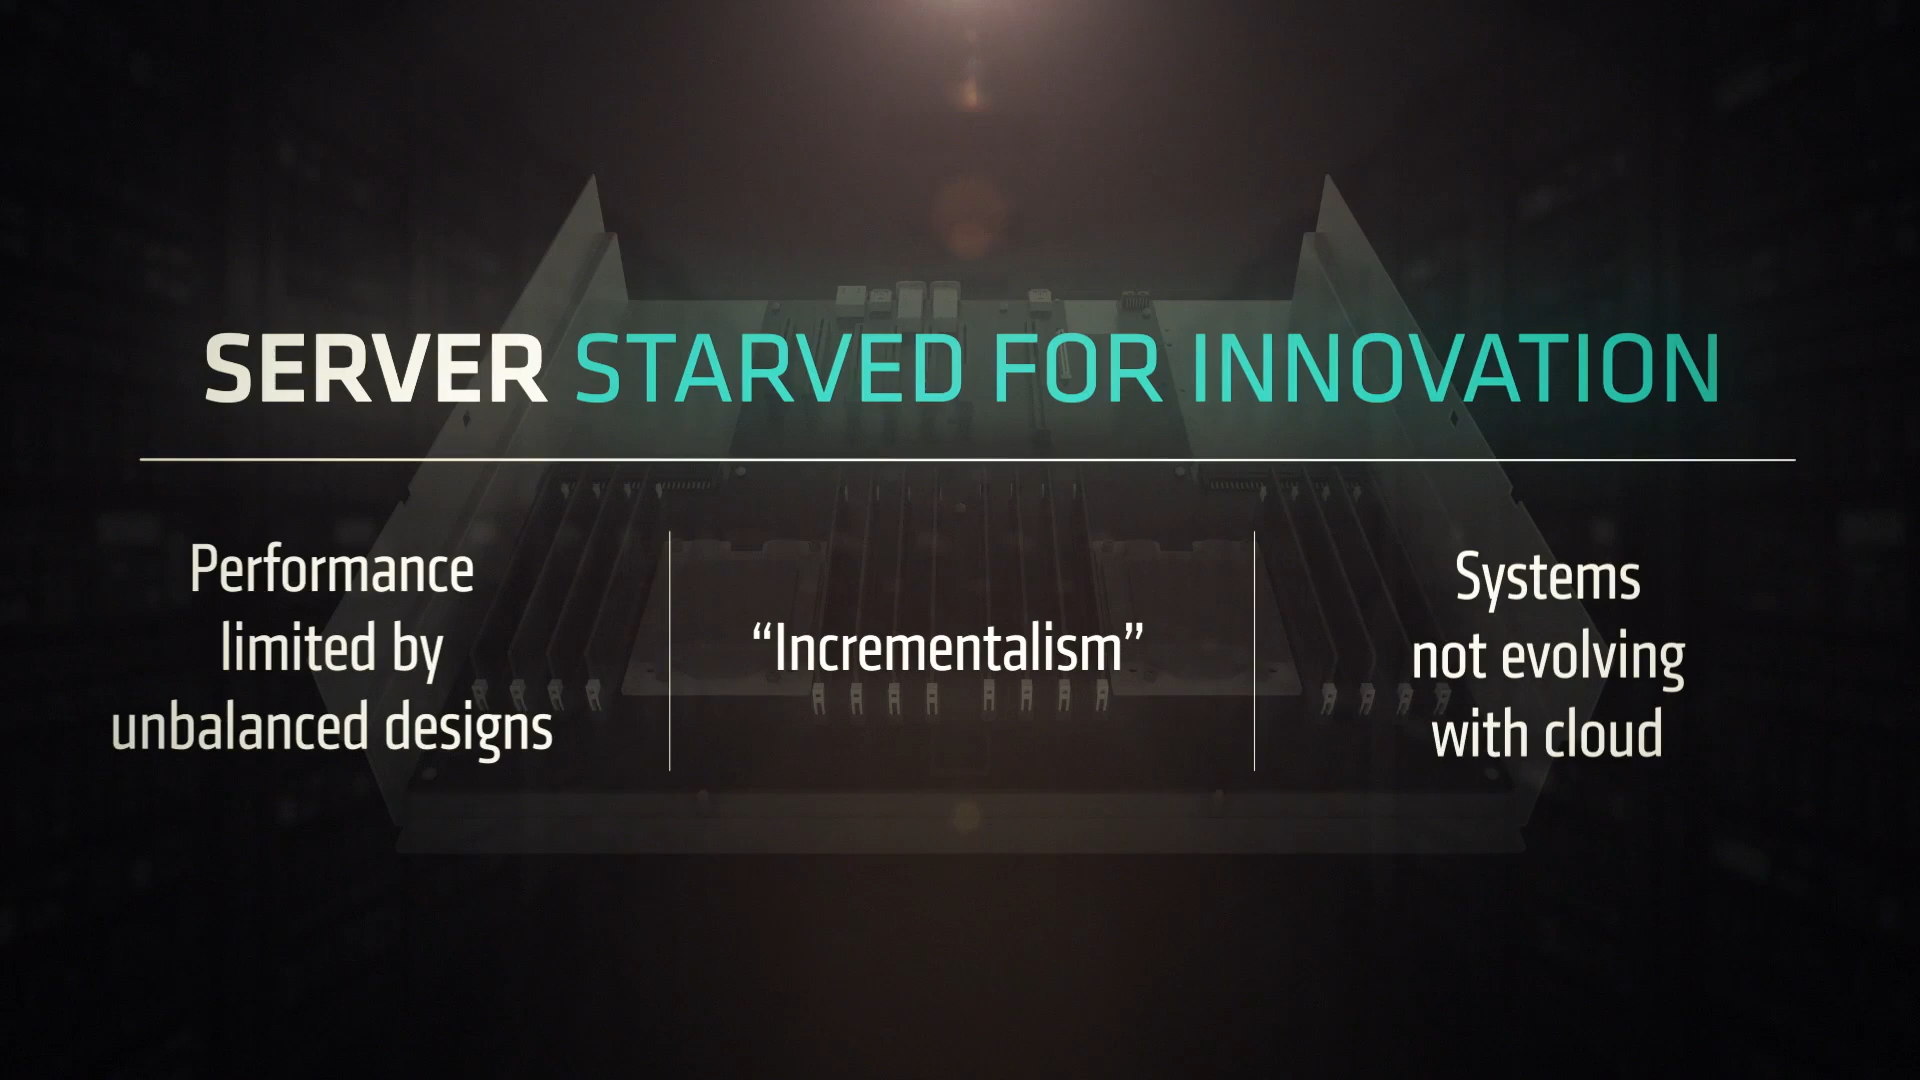 SERVER STARVED FOR INNOVATION
Performance
limited by
unbalanced designs
“Incrementalism”
Systems
not evolving
with cloud